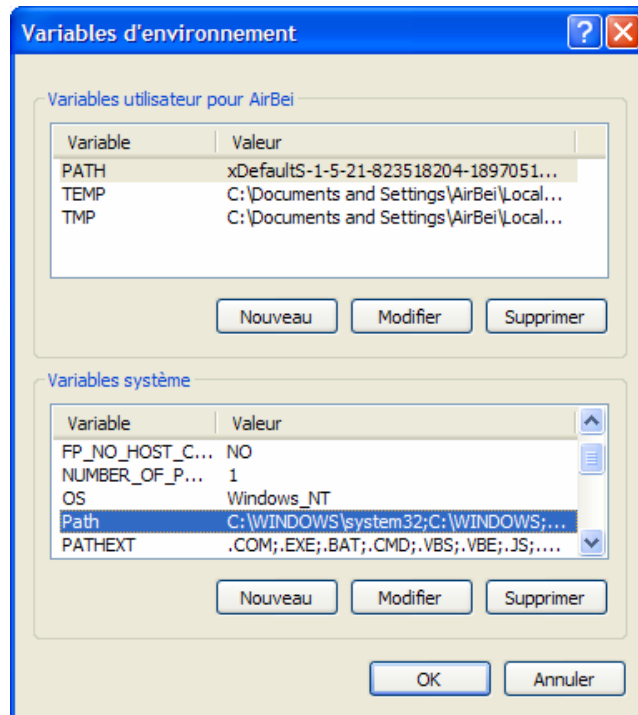 Variables d'environnement
Variables utilisateur pour AirBei
Variable Valeur
PATH xDefaultS-1-5-21-823518204-1897051...
TEMP C:\Documents and Settings\AirBei\Local...
TMP C:\Documents and Settings\AirBei\Local...
Nouveau Modifier Supprimer
Variables système
Variable Valeur
FP_NO_HOST_C... NO
NUMBER_OF_P... 1
OS Windows_NT
Path C:\WINDOWS\system32;C:\WINDOWS;...
PATHEXT .COM;.EXE;.BAT;.CMD;.VBS;.VBE;.JS;....
Nouveau Modifier Supprimer
OK Annuler